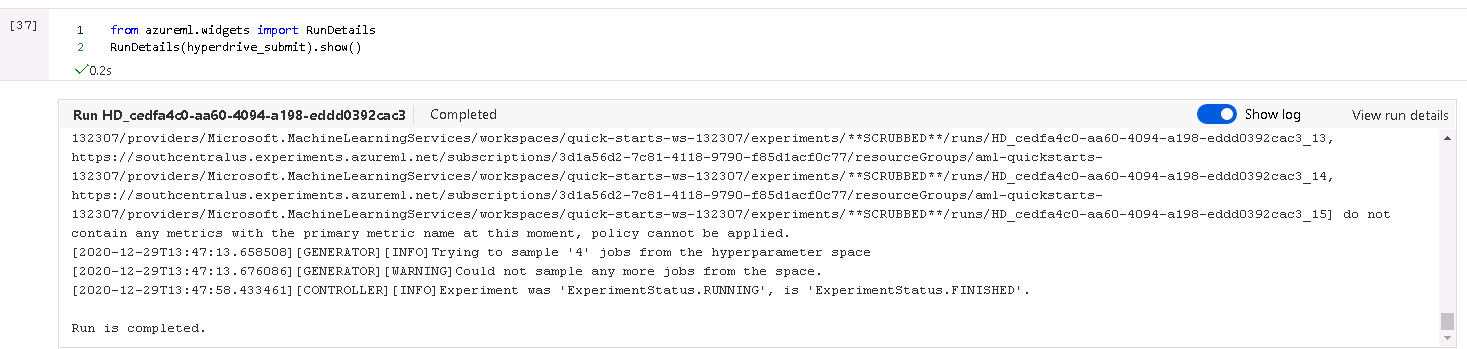 [37]
1 from azureml.widgets import RunDetails
2 RunDetails(hyperdrive_submit).show()
0.2s
Run HD_cedfa4c0-aa60-4094-a198-eddd0392cac3 Completed Show log View run details
132307/providers/Microsoft.MachineLearningServices/workspaces/quick-starts-ws-132307/experiments/**SCRUBBED**/runs/HD_cedfa4c0-aa60-4094-a198-eddd0392cac3_13,
https://southcentralus.experiments.azureml.net/subscriptions/3d1a56d2-7c81-4118-9790-f85d1acf0c77/resourceGroups/aml-quickstarts-
132307/providers/Microsoft.MachineLearningServices/workspaces/quick-starts-ws-132307/experiments/**SCRUBBED**/runs/HD_cedfa4c0-aa60-4094-a198-eddd0392cac3_14,
https://southcentralus.experiments.azureml.net/subscriptions/3d1a56d2-7c81-4118-9790-f85d1acf0c77/resourceGroups/aml-quickstarts-
132307/providers/Microsoft.MachineLearningServices/workspaces/quick-starts-ws-132307/experiments/**SCRUBBED**/runs/HD_cedfa4c0-aa60-4094-a198-eddd0392cac3_15] do not
contain any metrics with the primary metric name at this moment, policy cannot be applied.
[2020-12-29T13:47:13.658508][GENERATOR][INFO]Trying to sample '4' jobs from the hyperparameter space
[2020-12-29T13:47:13.676086][GENERATOR][WARNING]Could not sample any more jobs from the space.
[2020-12-29T13:47:58.433461][CONTROLLER][INFO]Experiment was 'ExperimentStatus.RUNNING', is 'ExperimentStatus.FINISHED'.
Run is completed.